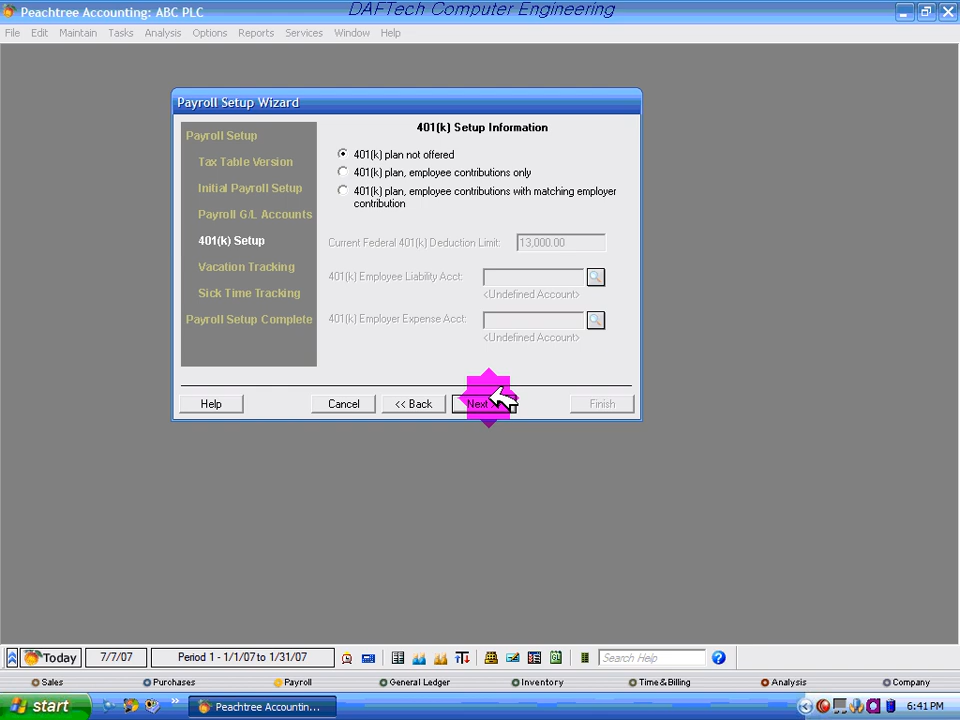 Peachtree Accounting: ABC PLC
DAFTech Computer Engineering
File Edit Maintain Tasks Analysis Options Reports Services Window Help
Payroll Setup Wizard
Payroll Setup
Tax Table Version
Initial Payroll Setup
Payroll G/L Accounts
401(k) Setup
Vacation Tracking
Sick Time Tracking
Payroll Setup Complete
401(k) Setup Information
401(k) plan not offered
401(k) plan, employee contributions only
401(k) plan, employee contributions with matching employer
contribution
Current Federal 401(k) Deduction Limit: 13,000.00
401(k) Employee Liability Acct:
<Undefined Account>
401(k) Employer Expense Acct:
<Undefined Account>
Help Cancel << Back Next Finish
Today 7/7/07 Period 1 - 1/1/07 to 1/31/07 Search Help
Sales Purchases Payroll General Ledger Inventory Time & Billing Analysis Company
start Peachtree Accountin... 6:41 PM